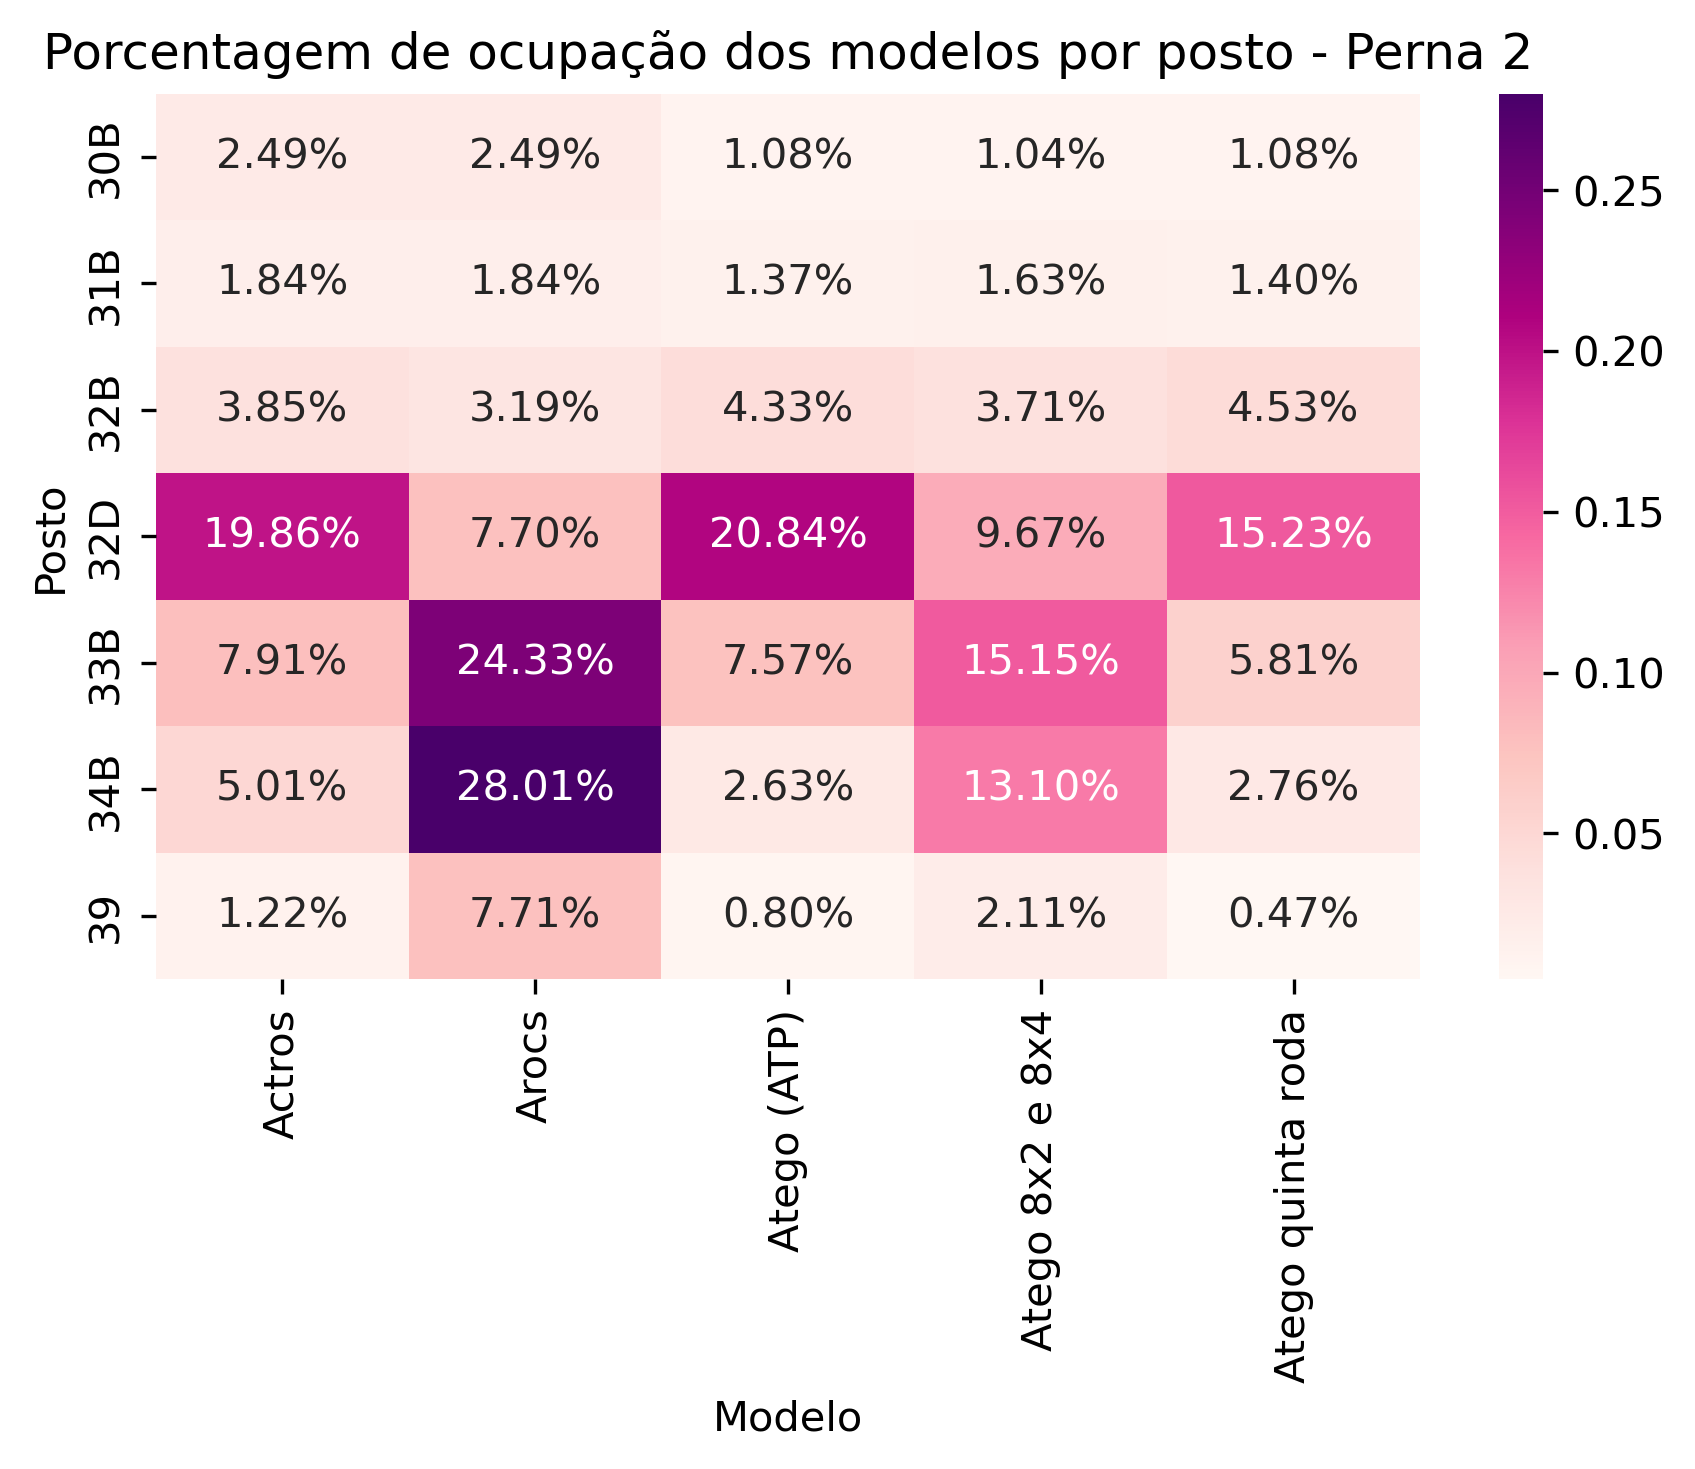 Porcentagem de ocupação dos modelos por posto - Perna 2
Posto
30B 2.49% 2.49% 1.08% 1.04% 1.08%
31B 1.84% 1.84% 1.37% 1.63% 1.40%
32B 3.85% 3.19% 4.33% 3.71% 4.53%
32D 19.86% 7.70% 20.84% 9.67% 15.23%
33B 7.91% 24.33% 7.57% 15.15% 5.81%
34B 5.01% 28.01% 2.63% 13.10% 2.76%
39 1.22% 7.71% 0.80% 2.11% 0.47%
Actros
Arocs
Atego (ATP)
Atego 8x2 e 8x4
Atego quinta roda
Modelo
0.25
0.20
0.15
0.10
0.05